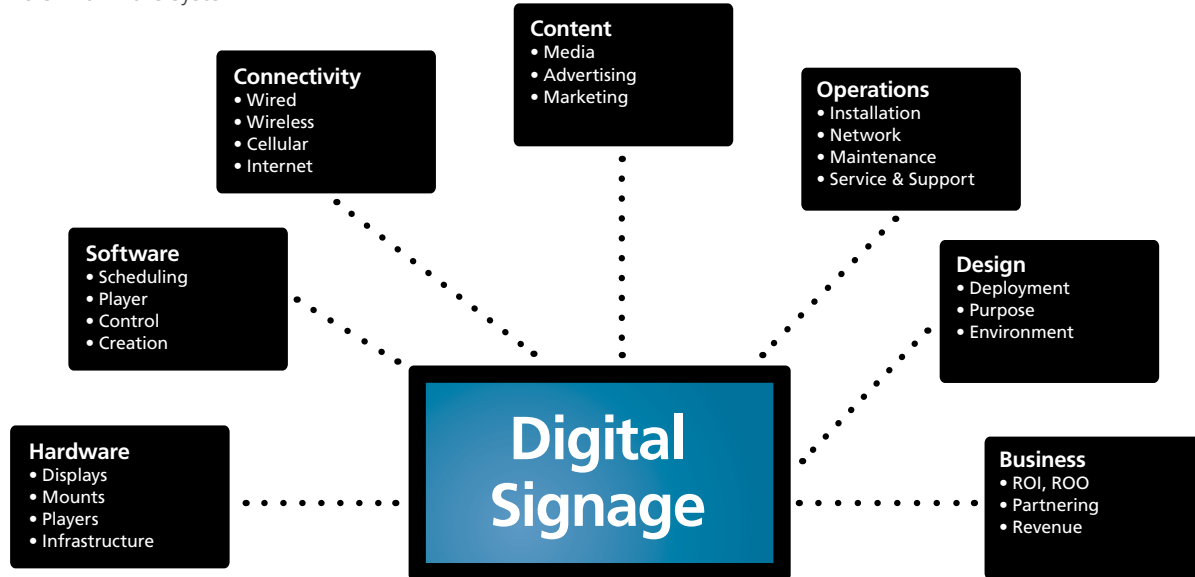 Content
• Media
• Advertising
• Marketing
Connectivity
• Wired
• Wireless
• Cellular
• Internet
Operations
• Installation
• Network
• Maintenance
• Service & Support
Software
• Scheduling
• Player
• Control
• Creation
Design
• Deployment
• Purpose
• Environment
Hardware
• Displays
• Mounts
• Players
• Infrastructure
Digital
Signage
Business
• ROI, ROO
• Partnering
• Revenue